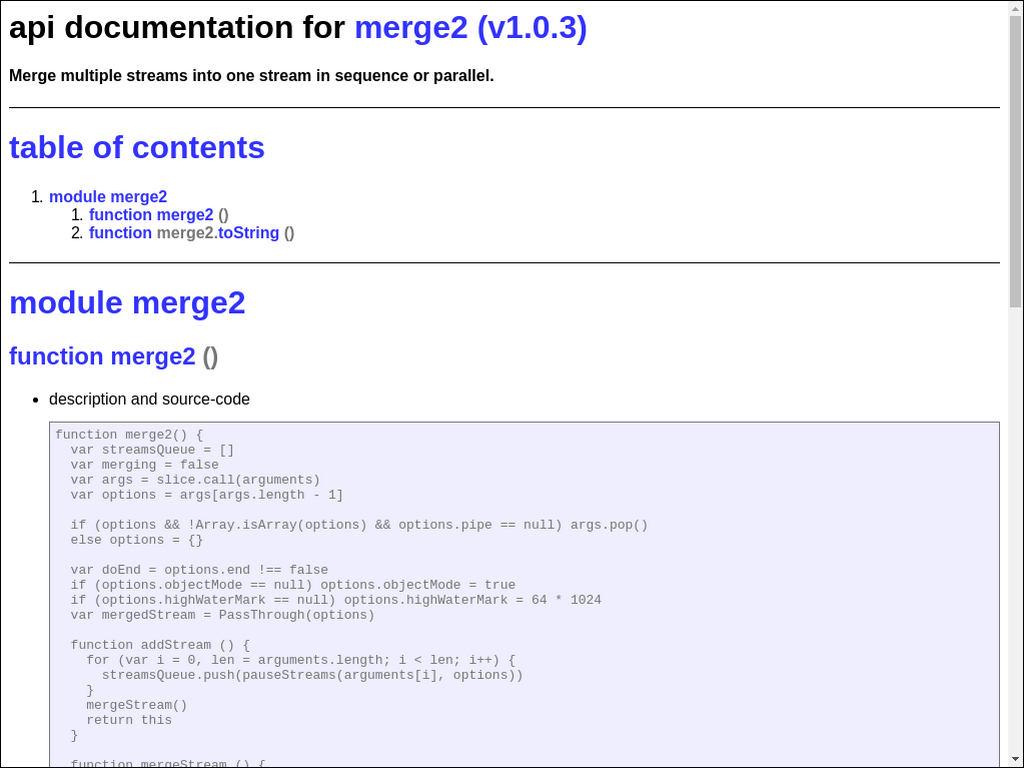 api documentation for merge2 (v1.0.3)
Merge multiple streams into one stream in sequence or parallel.
table of contents
1. module merge2
1. function merge2 ()
2. function merge2.toString ()
module merge2
function merge2 ()
• description and source-code
function merge2() {
  var streamsQueue = []
  var merging = false
  var args = slice.call(arguments)
  var options = args[args.length - 1]

  if (options && !Array.isArray(options) && options.pipe == null) args.pop()
  else options = {}

  var doEnd = options.end !== false
  if (options.objectMode == null) options.objectMode = true
  if (options.highWaterMark == null) options.highWaterMark = 64 * 1024
  var mergedStream = PassThrough(options)

  function addStream () {
    for (var i = 0, len = arguments.length; i < len; i++) {
      streamsQueue.push(pauseStreams(arguments[i], options))
    }
    mergeStream()
    return this
  }

  function mergeStream () {